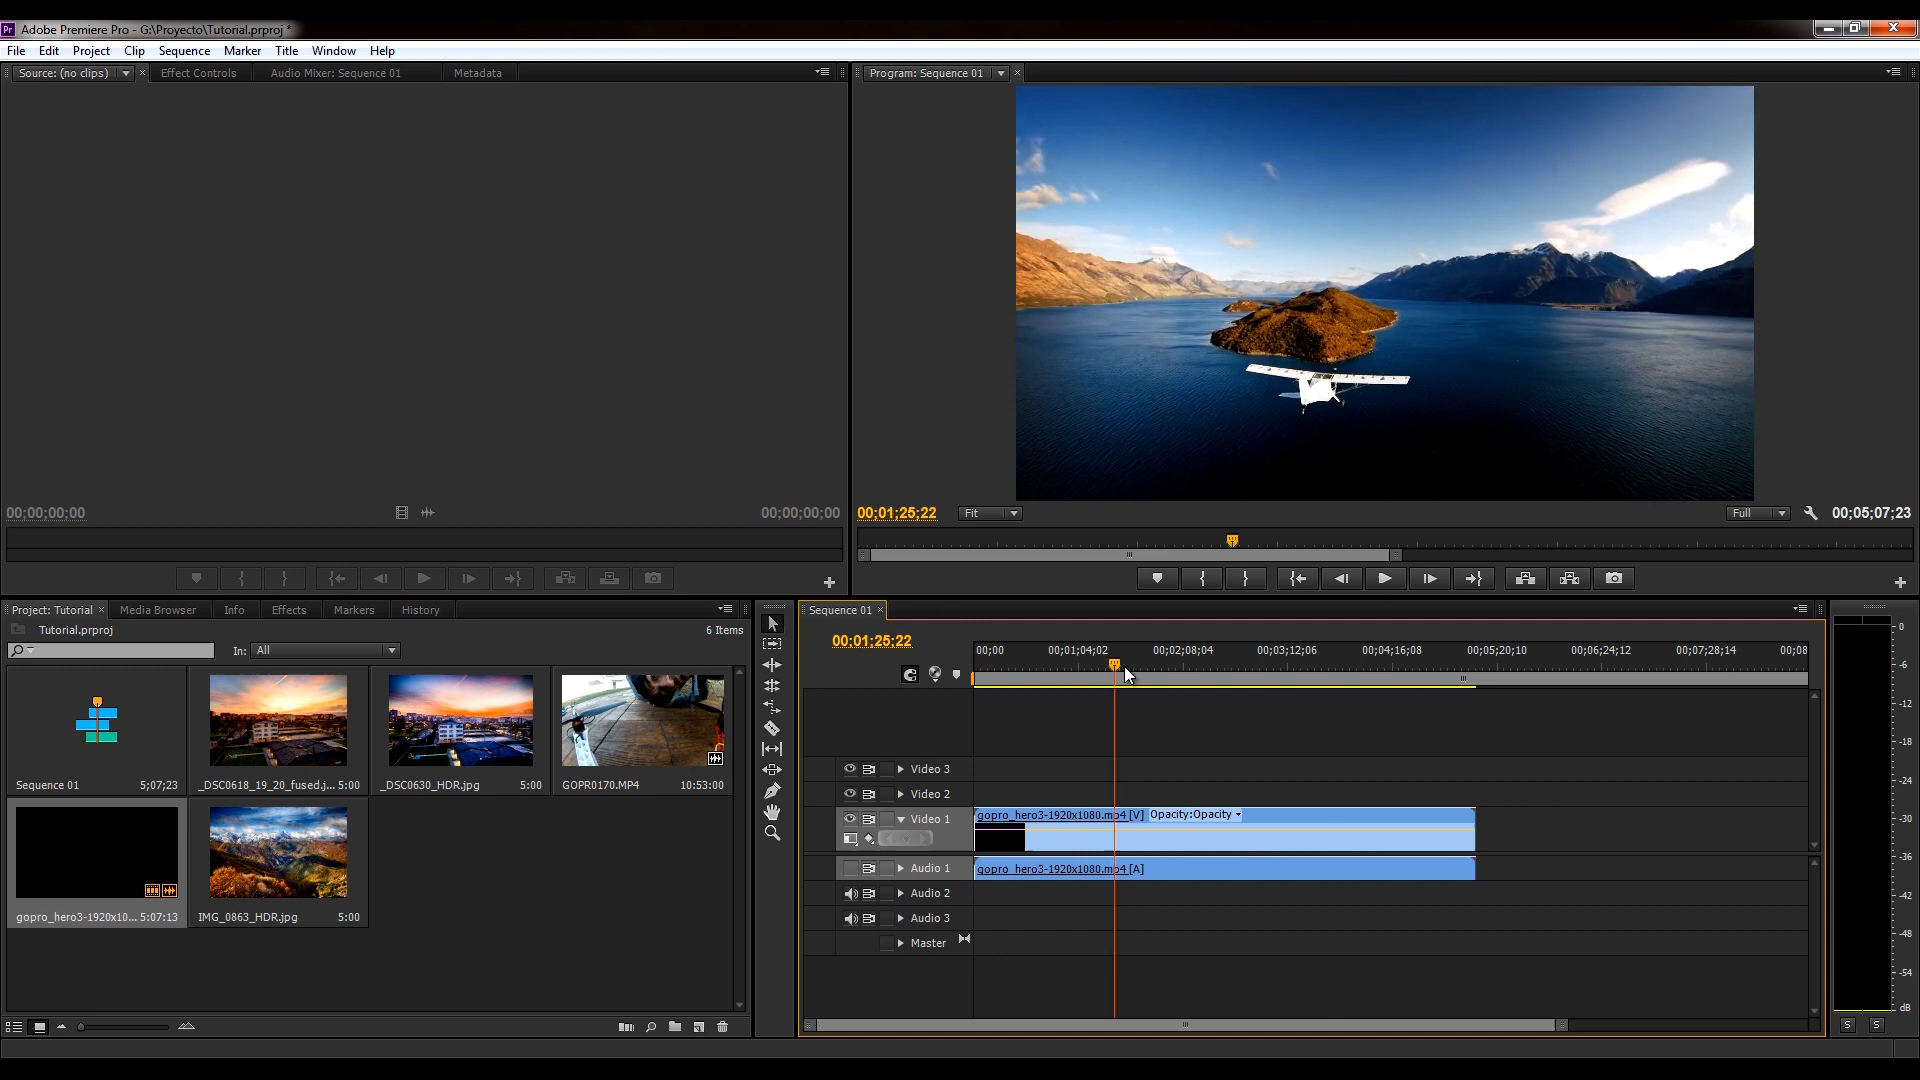 Pr Adobe Premiere Pro - G:\Proyecto\Tutorial.prproj *
File Edit Project Clip Sequence Marker Title Window Help
Source: (no clips) Effect Controls Audio Mixer: Sequence 01 Metadata
Program: Sequence 01
00;00;00;00 00;00;00;00
00;01;25;22 Fit Full 00;05;07;23
Project: Tutorial Media Browser Info Effects Markers History
Tutorial.prproj
6 Items
In: All
Sequence 01 5;07;23
_DSC0618_19_20_fused.j... 5:00
_DSC0630_HDR.jpg 5:00
GOPR0170.MP4 10:53:00
gopro_hero3-1920x10... 5:07:13
IMG_0863_HDR.jpg 5:00
Sequence 01
00;01;25;22
00;00 00;01;04;02 00;02;08;04 00;03;12;06 00;04;16;08 00;05;20;10 00;06;24;12 00;07;28;14 00;08
Video 3
Video 2
Video 1
gopro_hero3-1920x1080.mp4 [V] Opacity:Opacity
Audio 1
gopro_hero3-1920x1080.mp4 [A]
Audio 2
Audio 3
Master
0
-6
-12
-18
-24
-30
-36
-42
-48
-54
dB
S S